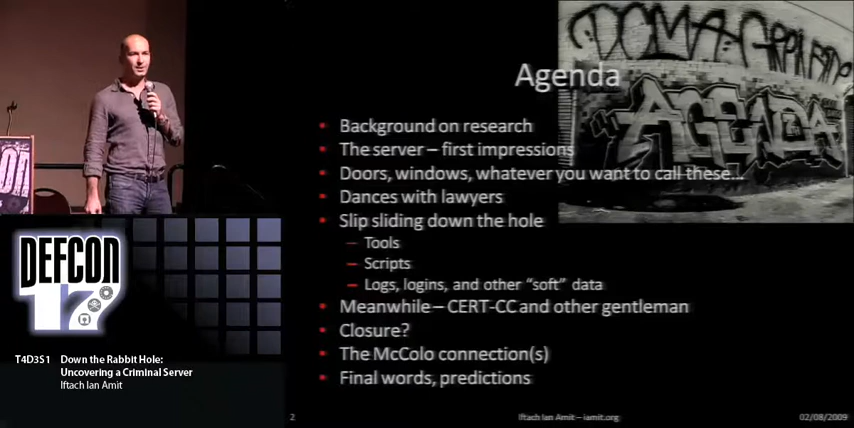 Agenda
DOMA
AGENDA
• Background on research
• The server – first impressions
• Doors, windows, whatever you want to call these...
• Dances with lawyers
• Slip sliding down the hole
– Tools
– Scripts
– Logs, logins, and other “soft” data
• Meanwhile – CERT-CC and other gentleman
• Closure?
• The McColo connection(s)
• Final words, predictions
2
Iftach Ian Amit – iamit.org
02/08/2009
DEFCON
17
T4D3S1 Down the Rabbit Hole:
Uncovering a Criminal Server
Iftach Ian Amit